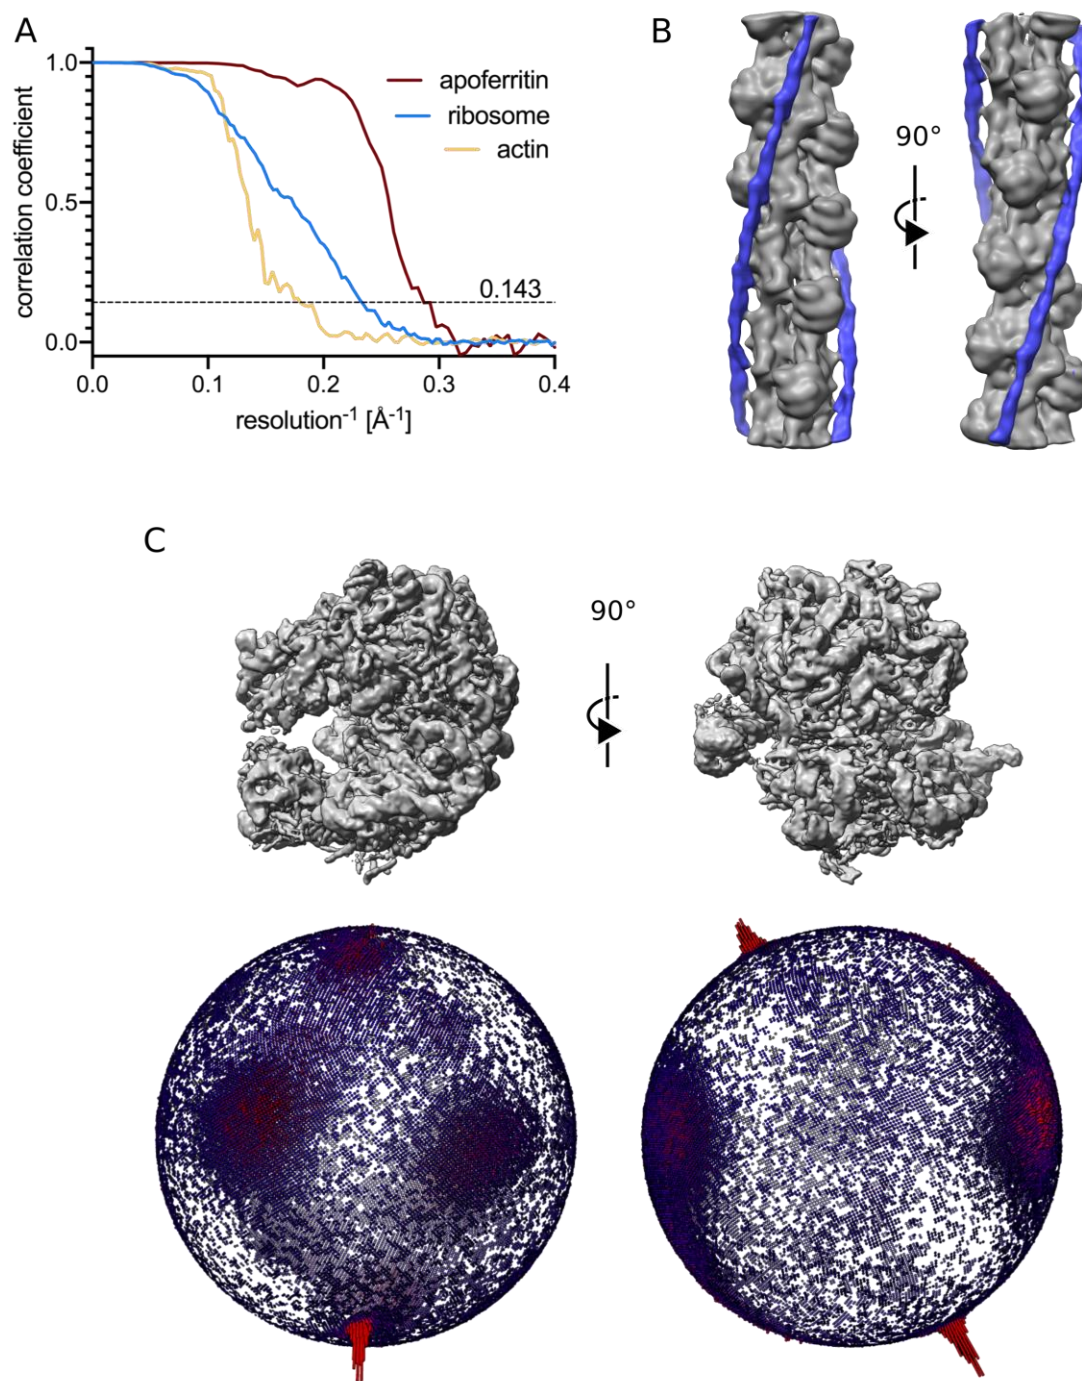 A
1.0
0.5
0.0
correlation coefficient
apoferritin
ribosome
actin
0.143
0.0 0.1 0.2 0.3 0.4
resolution⁻¹ [Å⁻¹]
B
90°
C
90°